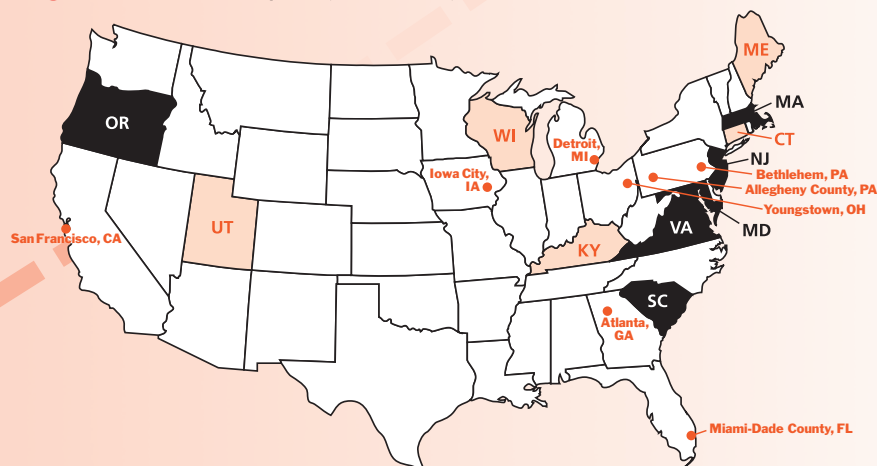 ME
OR
MA
WI
CT
Detroit,
MI
NJ
Bethlehem, PA
Iowa City,
IA
Allegheny County, PA
Youngstown, OH
UT
VA
MD
San Francisco, CA
KY
SC
Atlanta,
GA
Miami-Dade County, FL